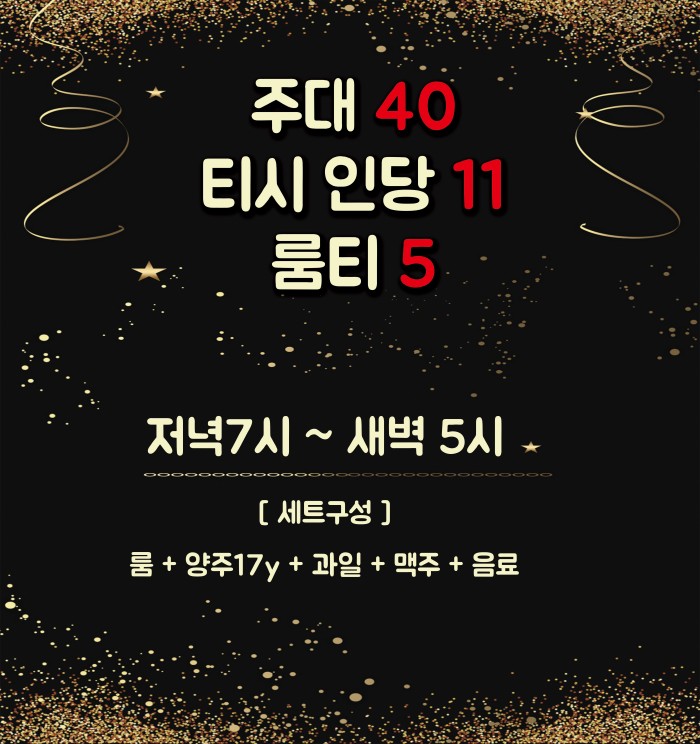 주대 40
티시 인당 11
룸티 5
저녁7시 ~ 새벽 5시
[ 세트구성 ]
룸 + 양주17y + 과일 + 맥주 + 음료